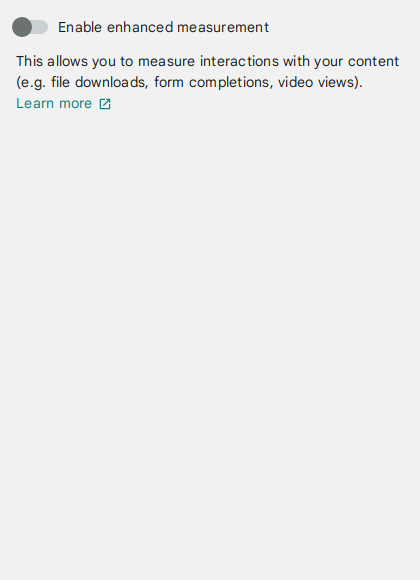 Enable enhanced measurement
This allows you to measure interactions with your content
(e.g. file downloads, form completions, video views).
Learn more